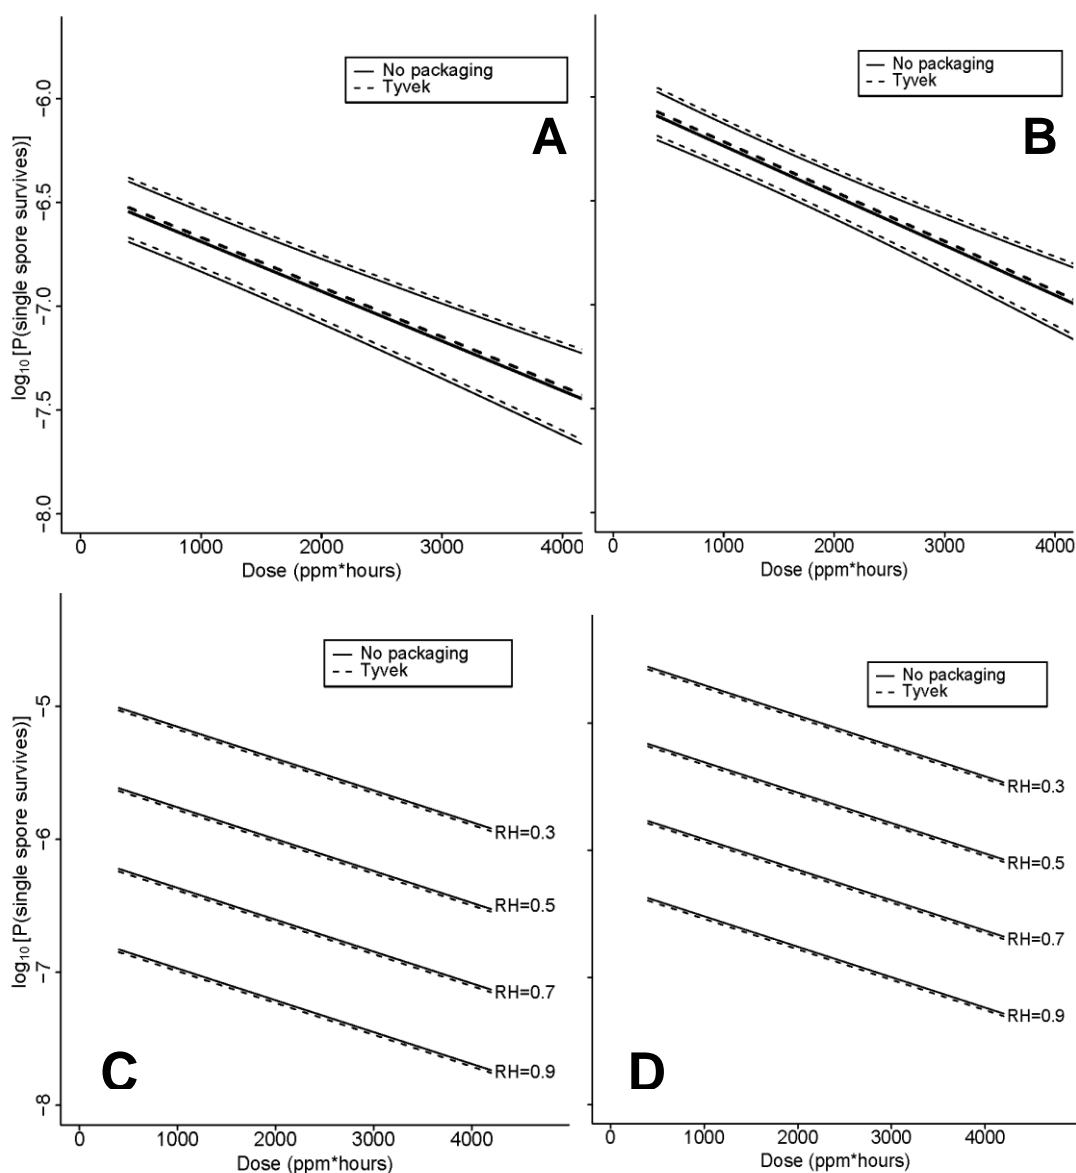 No packaging
Tyvek
A
log₁₀[P(single spore survives)]
−6.0
−6.5
−7.0
−7.5
−8.0
0 1000 2000 3000 4000
Dose (ppm*hours)
No packaging
Tyvek
B
0 1000 2000 3000 4000
Dose (ppm*hours)
No packaging
Tyvek
log₁₀[P(single spore survives)]
−5
−6
−7
−8
RH=0.3
RH=0.5
RH=0.7
RH=0.9
C
0 1000 2000 3000 4000
Dose (ppm*hours)
No packaging
Tyvek
RH=0.3
RH=0.5
RH=0.7
RH=0.9
D
0 1000 2000 3000 4000
Dose (ppm*hours)